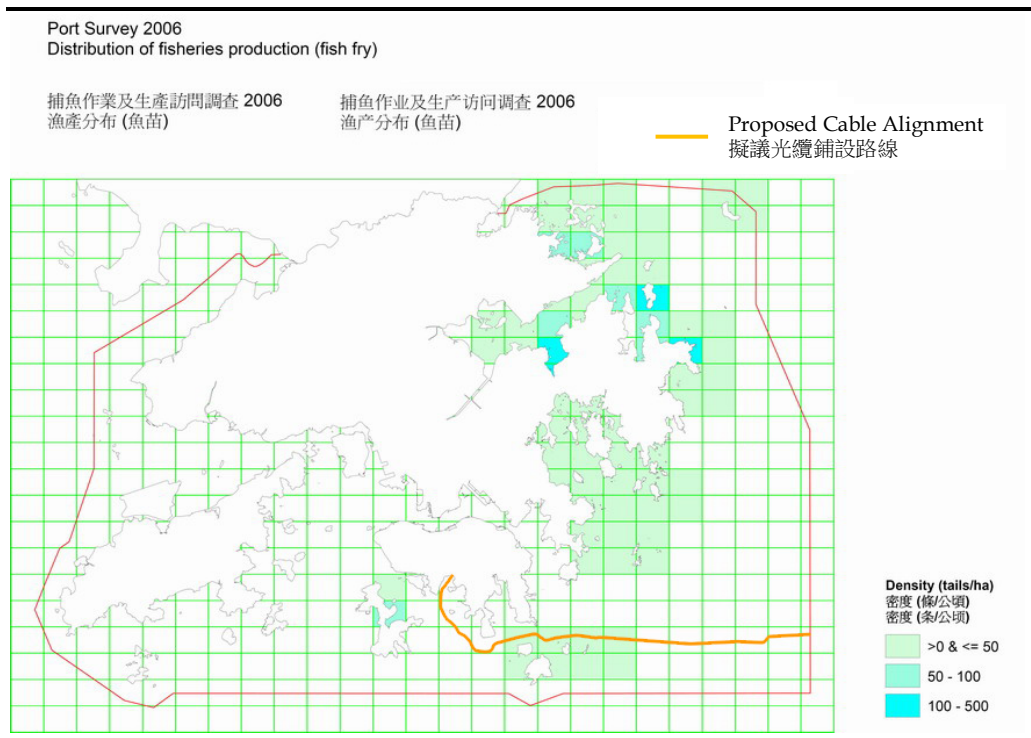 Port Survey 2006
Distribution of fisheries production (fish fry)
捕魚作業及生產訪問調查 2006
漁產分布 (魚苗)
捕鱼作业及生产访问调查 2006
渔产分布 (鱼苗)
Proposed Cable Alignment
擬議光纜鋪設路線
Density (tails/ha)
密度 (條/公頃)
密度 (条/公顷)
>0 & <= 50
50 - 100
100 - 500